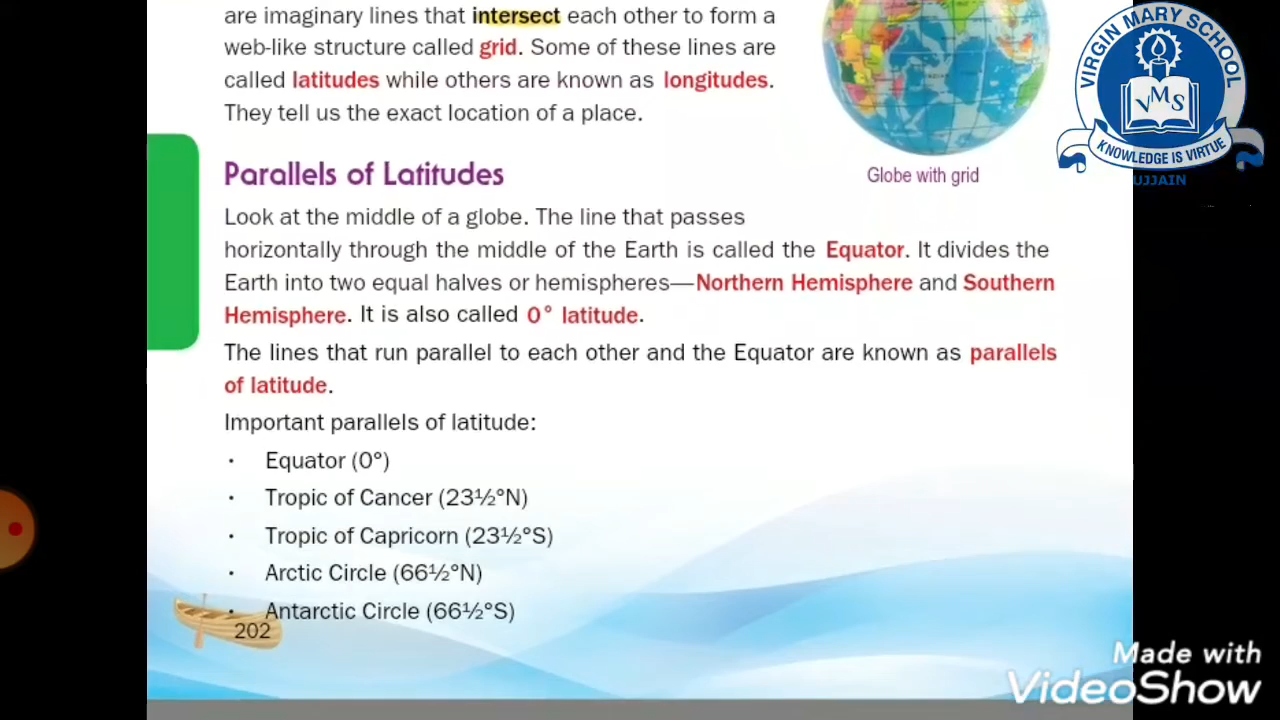 are imaginary lines that intersect each other to form a
web-like structure called grid. Some of these lines are
called latitudes while others are known as longitudes.
They tell us the exact location of a place.
Globe with grid
Parallels of Latitudes
Look at the middle of a globe. The line that passes
horizontally through the middle of the Earth is called the Equator. It divides the
Earth into two equal halves or hemispheres—Northern Hemisphere and Southern
Hemisphere. It is also called 0° latitude.
The lines that run parallel to each other and the Equator are known as parallels
of latitude.
Important parallels of latitude:
· Equator (0°)
· Tropic of Cancer (23½°N)
· Tropic of Capricorn (23½°S)
· Arctic Circle (66½°N)
· Antarctic Circle (66½°S)
202
VIRGIN MARY SCHOOL
VMS
KNOWLEDGE IS VIRTUE
UJJAIN
Made with
VideoShow